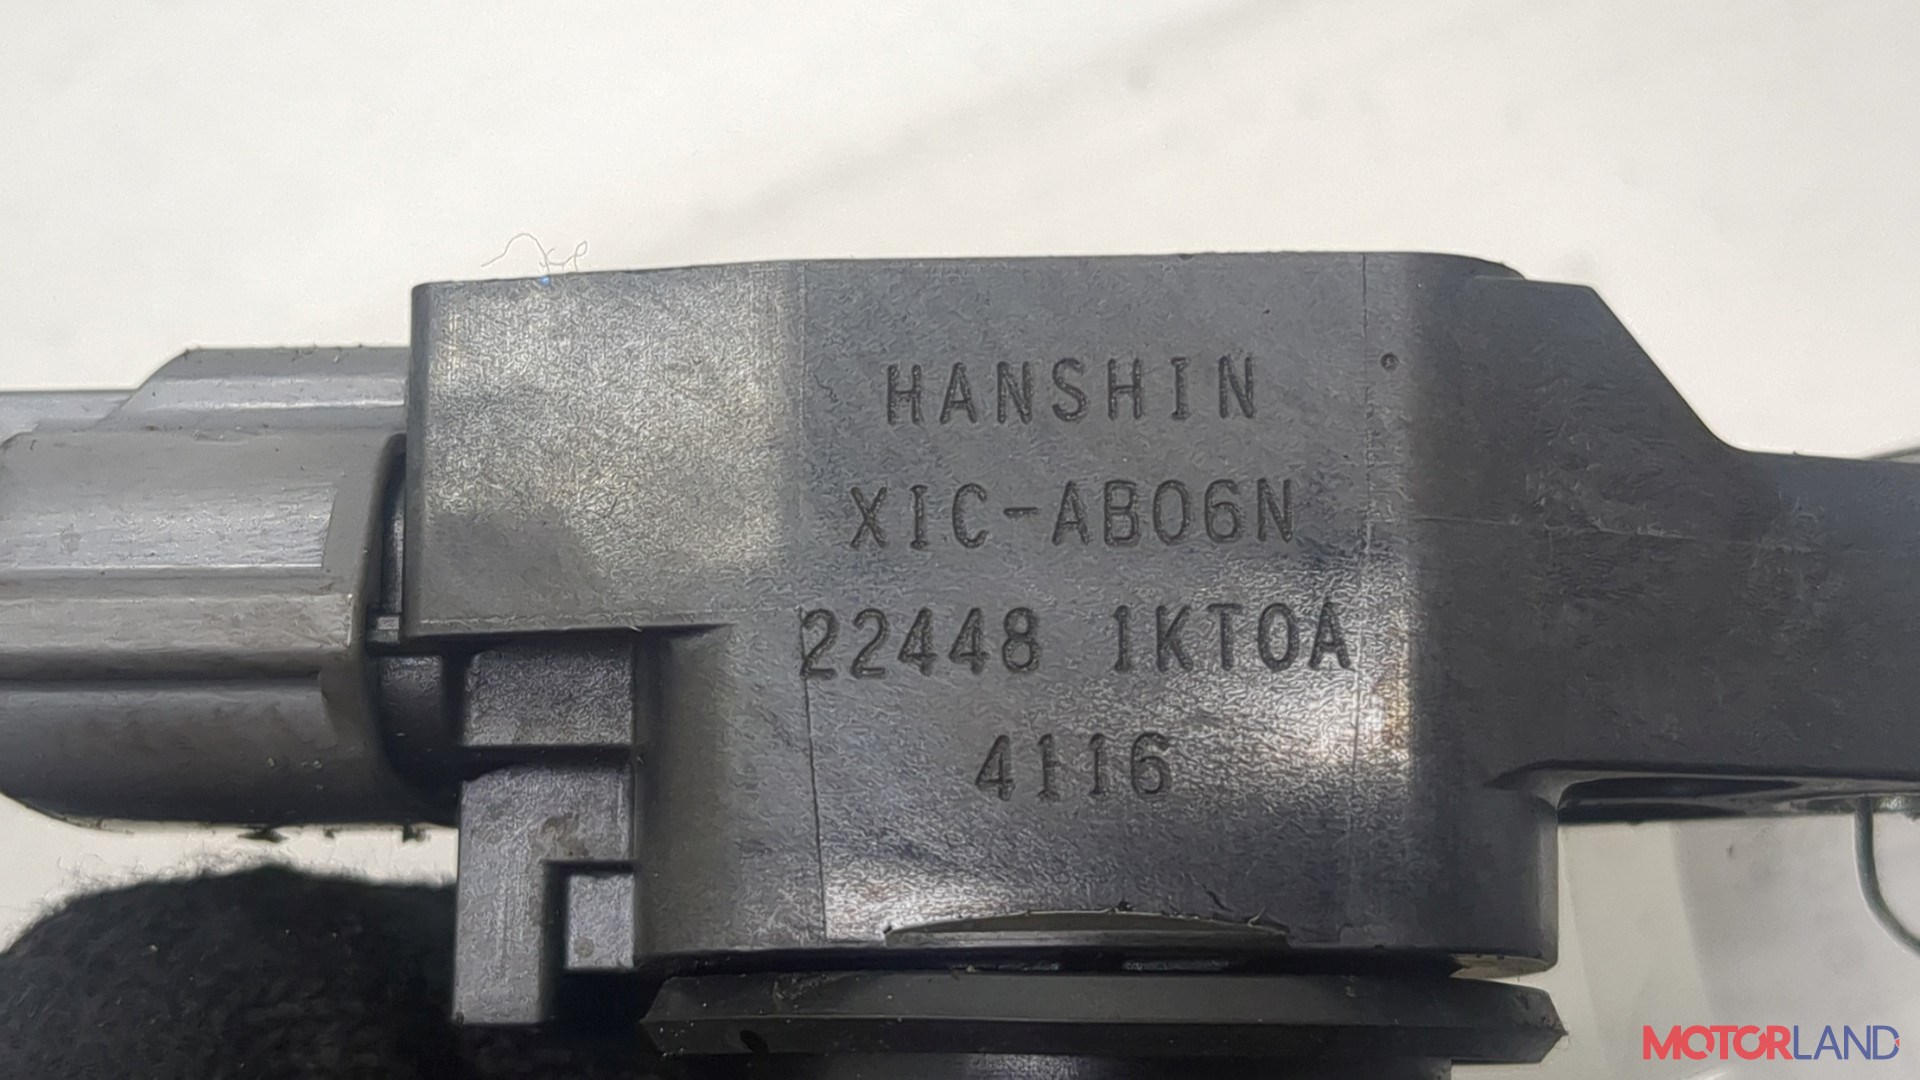 HANSHIN
XIC-AB06N
22448 1KT0A
4116
MOTORLAND